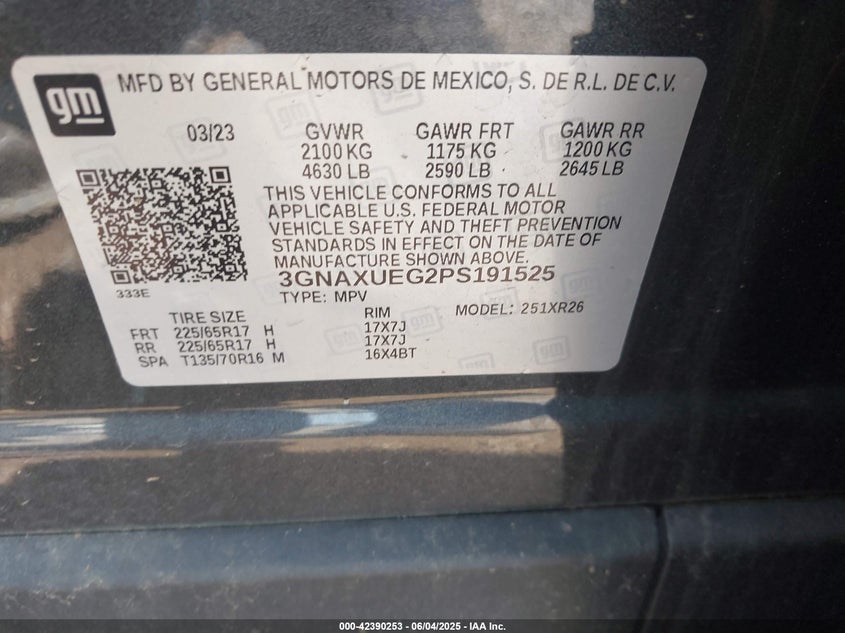 gm
MFD BY GENERAL MOTORS DE MEXICO, S. DE R.L. DE C.V.
03/23 GVWR GAWR FRT GAWR RR
2100 KG 1175 KG 1200 KG
4630 LB 2590 LB 2645 LB
THIS VEHICLE CONFORMS TO ALL
APPLICABLE U.S. FEDERAL MOTOR
VEHICLE SAFETY AND THEFT PREVENTION
STANDARDS IN EFFECT ON THE DATE OF
MANUFACTURE SHOWN ABOVE.
3GNAXUEG2PS191525
333E TYPE: MPV MODEL: 251XR26
TIRE SIZE RIM
FRT 225/65R17 H 17X7J
RR 225/65R17 H 17X7J
SPA T135/70R16 M 16X4BT
000-42390253 - 06/04/2025 - IAA Inc.